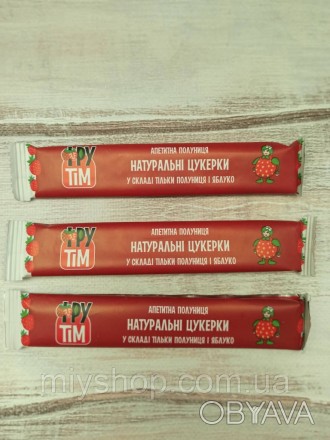 ФРУ
ТІМ
АПЕТИТНА ПОЛУНИЦЯ
НАТУРАЛЬНІ ЦУКЕРКИ
У СКЛАДІ ТІЛЬКИ ПОЛУНИЦЯ І ЯБЛУКО
ФРУ
ТІМ
АПЕТИТНА ПОЛУНИЦЯ
НАТУРАЛЬНІ ЦУКЕРКИ
У СКЛАДІ ТІЛЬКИ ПОЛУНИЦЯ І ЯБЛУКО
ФРУ
ТІМ
АПЕТИТНА ПОЛУНИЦЯ
НАТУРАЛЬНІ ЦУКЕРКИ
У СКЛАДІ ТІЛЬКИ ПОЛУНИЦЯ І ЯБЛУКО
miyshop.com.ua
OBYAVA